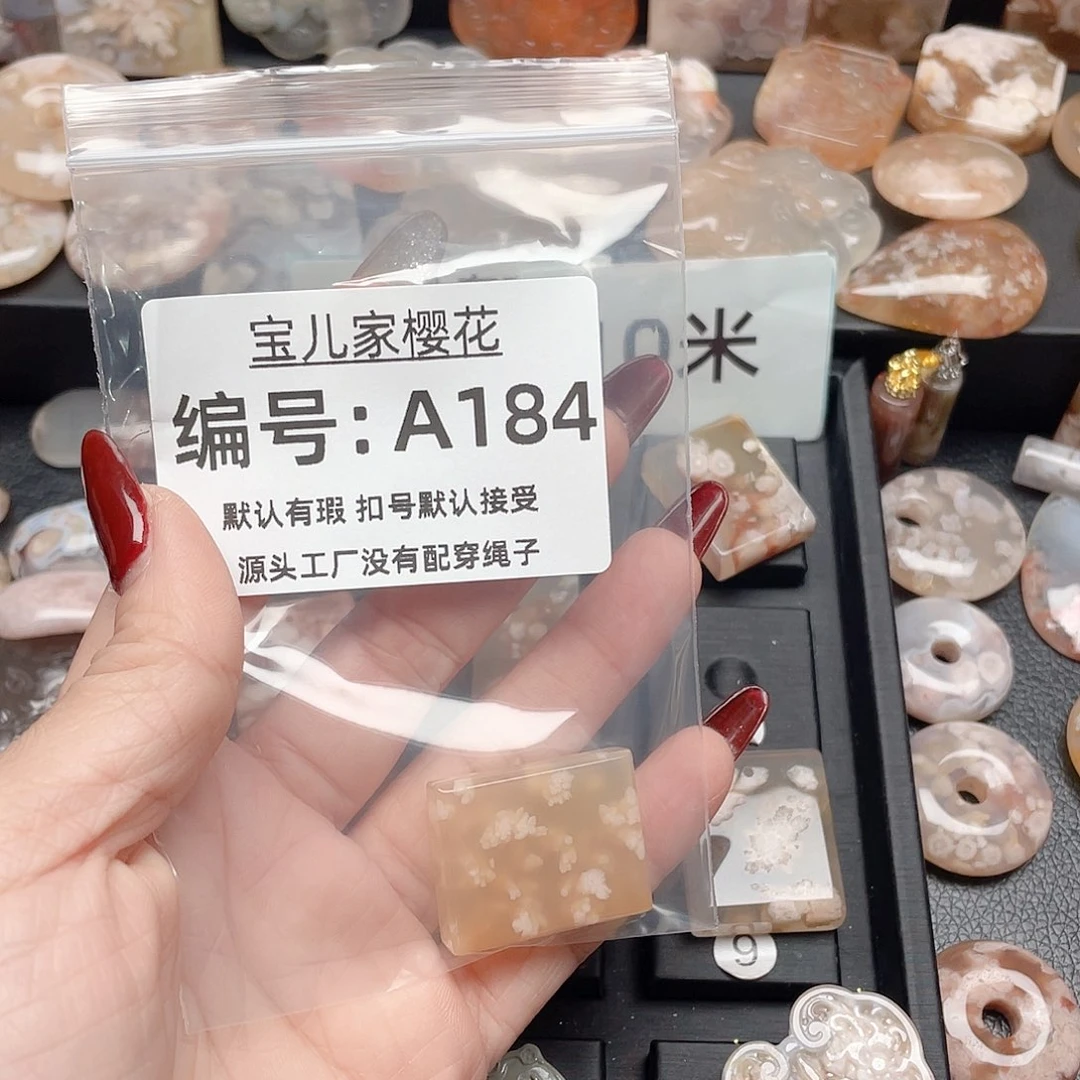 宝儿家樱花
编号：A184
默认有瑕 扣号默认接受
源头工厂没有配穿绳子
米
9